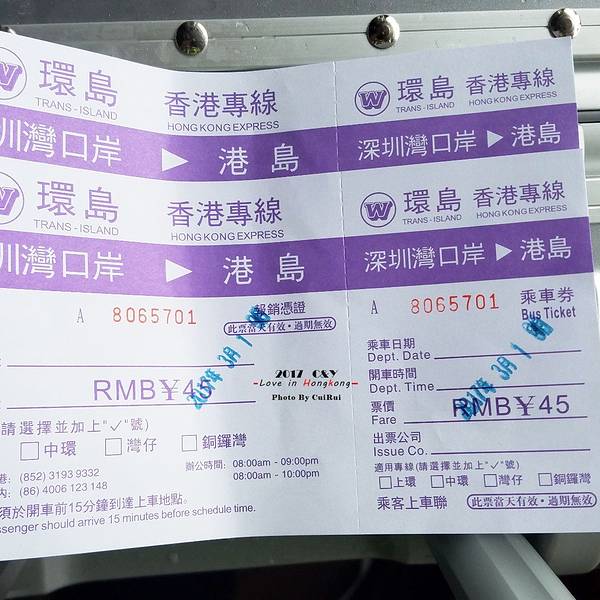 W 環島 香港專線
TRANS-ISLAND HONG KONG EXPRESS
圳灣口岸 ▶ 港島
W 環島 香港專線
TRANS-ISLAND HONG KONG EXPRESS
深圳灣口岸 ▶ 港島
W 環島 香港專線
TRANS-ISLAND HONG KONG EXPRESS
圳灣口岸 ▶ 港島
A 8065701 報銷憑證
此票當天有效·過期無效
RMB¥45
請選擇並加上"✓"號)
□中環 □灣仔 □銅鑼灣
港: (852) 3193 9332
內: (86) 4006 123 148
辦公時間: 08:00am - 09:00pm
08:00am - 10:00pm
須於開車前15分鐘到達上車地點。
ssenger should arrive 15 minutes before schedule time.
W 環島 香港專線
TRANS-ISLAND HONG KONG EXPRESS
深圳灣口岸 ▶ 港島
A 8065701 乘車券
Bus Ticket
乘車日期
Dept. Date
開車時間
Dept. Time
票價
Fare RMB¥45
出票公司
Issue Co.
適用專線(請選擇並加上"✓"號)
□上環 □中環 □灣仔 □銅鑼灣
乘客上車聯 此票當天有效·過期無效
2017 C&Y
-Love in Hongkong-
Photo By CuiRui